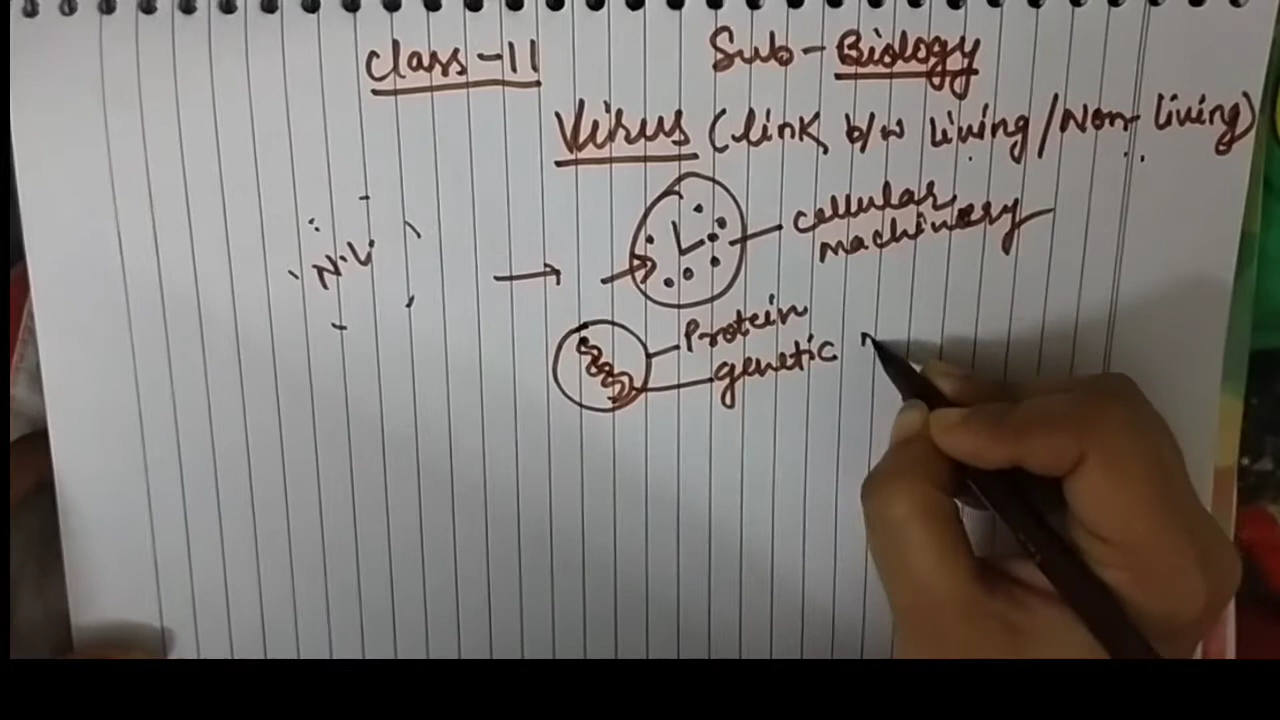 Class-11 Sub-Biology
Virus (link b/w Living/Non-Living)
N.L
L
cellular
machinery
Protein
genetic